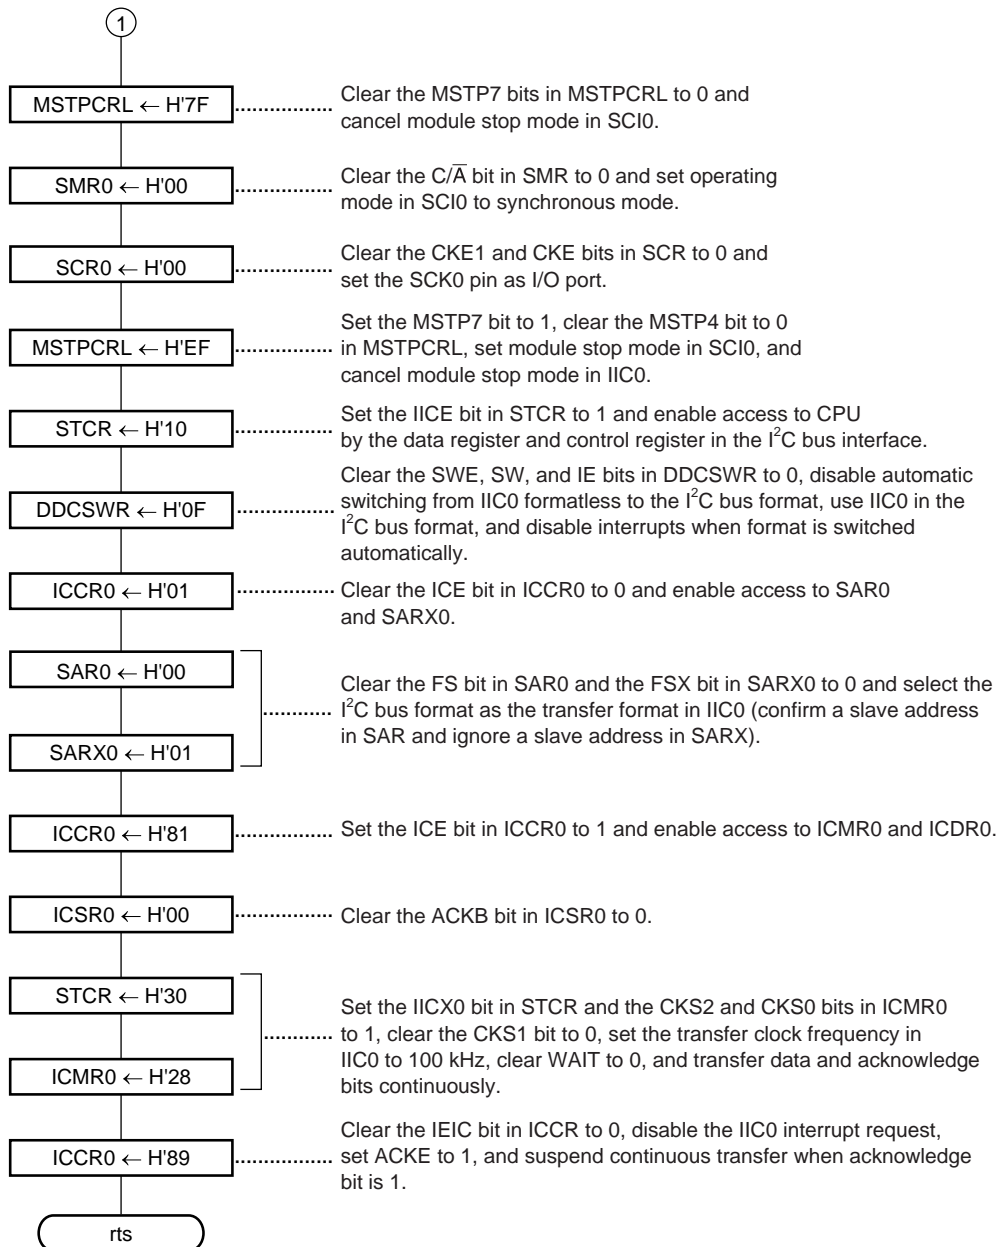 1
MSTPCRL ← H'7F
Clear the MSTP7 bits in MSTPCRL to 0 and
cancel module stop mode in SCI0.
SMR0 ← H'00
Clear the C/A̅ bit in SMR to 0 and set operating
mode in SCI0 to synchronous mode.
SCR0 ← H'00
Clear the CKE1 and CKE bits in SCR to 0 and
set the SCK0 pin as I/O port.
MSTPCRL ← H'EF
Set the MSTP7 bit to 1, clear the MSTP4 bit to 0
in MSTPCRL, set module stop mode in SCI0, and
cancel module stop mode in IIC0.
STCR ← H'10
Set the IICE bit in STCR to 1 and enable access to CPU
by the data register and control register in the I²C bus interface.
DDCSWR ← H'0F
Clear the SWE, SW, and IE bits in DDCSWR to 0, disable automatic
switching from IIC0 formatless to the I²C bus format, use IIC0 in the
I²C bus format, and disable interrupts when format is switched
automatically.
ICCR0 ← H'01
Clear the ICE bit in ICCR0 to 0 and enable access to SAR0
and SARX0.
SAR0 ← H'00
SARX0 ← H'01
Clear the FS bit in SAR0 and the FSX bit in SARX0 to 0 and select the
I²C bus format as the transfer format in IIC0 (confirm a slave address
in SAR and ignore a slave address in SARX).
ICCR0 ← H'81
Set the ICE bit in ICCR0 to 1 and enable access to ICMR0 and ICDR0.
ICSR0 ← H'00
Clear the ACKB bit in ICSR0 to 0.
STCR ← H'30
ICMR0 ← H'28
Set the IICX0 bit in STCR and the CKS2 and CKS0 bits in ICMR0
to 1, clear the CKS1 bit to 0, set the transfer clock frequency in
IIC0 to 100 kHz, clear WAIT to 0, and transfer data and acknowledge
bits continuously.
ICCR0 ← H'89
Clear the IEIC bit in ICCR to 0, disable the IIC0 interrupt request,
set ACKE to 1, and suspend continuous transfer when acknowledge
bit is 1.
rts